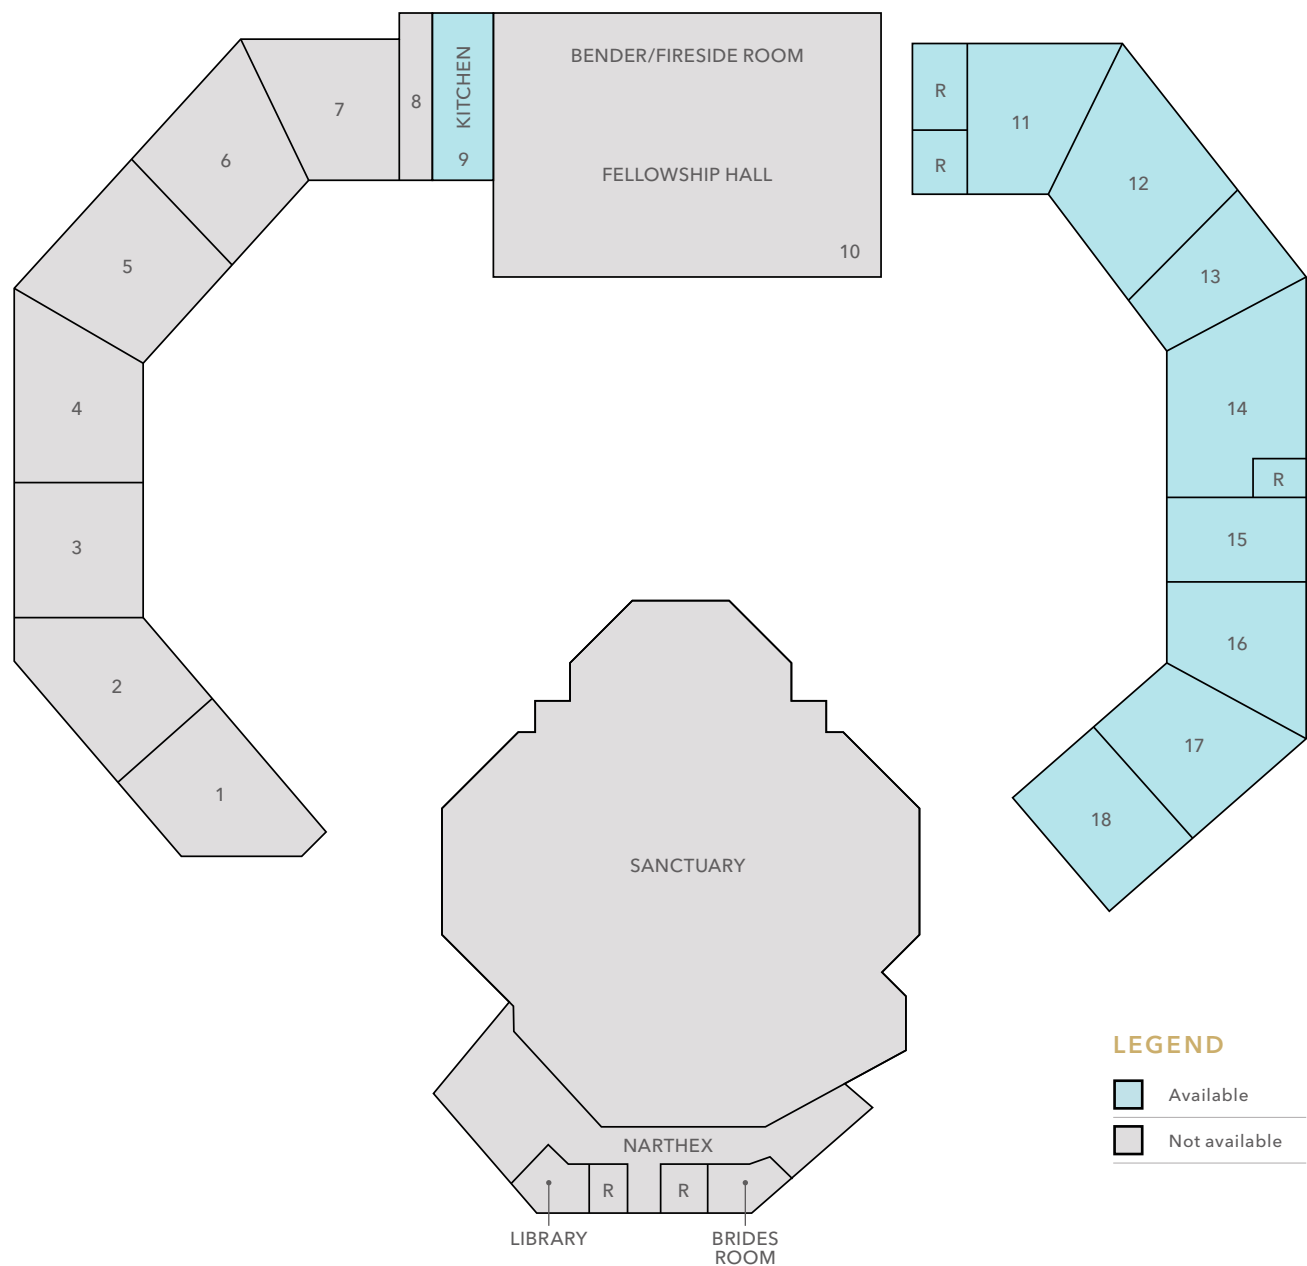 BENDER/FIRESIDE ROOM
FELLOWSHIP HALL
10
KITCHEN
9
8
7
6
5
4
3
2
1
R
R
11
12
13
14
R
15
16
17
18
SANCTUARY
NARTHEX
R
R
LIBRARY
BRIDES
ROOM
LEGEND
Available
Not available